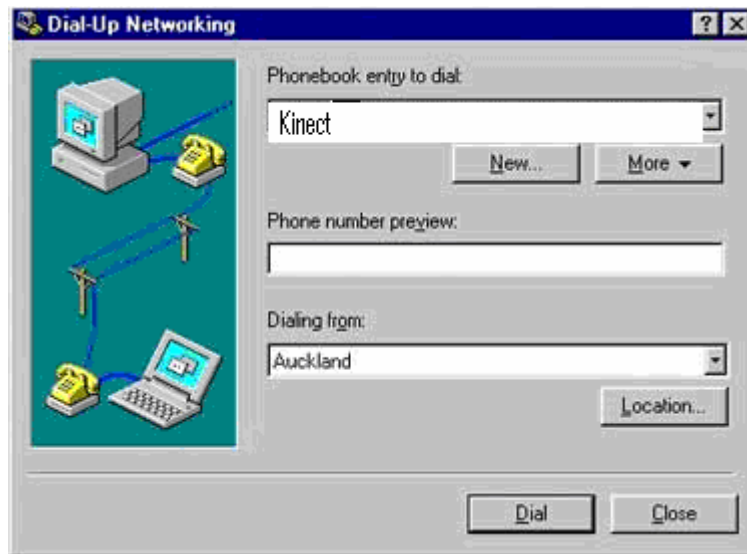 Dial-Up Networking
Phonebook entry to dial:
Kinect
New... More
Phone number preview:
Dialing from:
Auckland
Location...
Dial Close